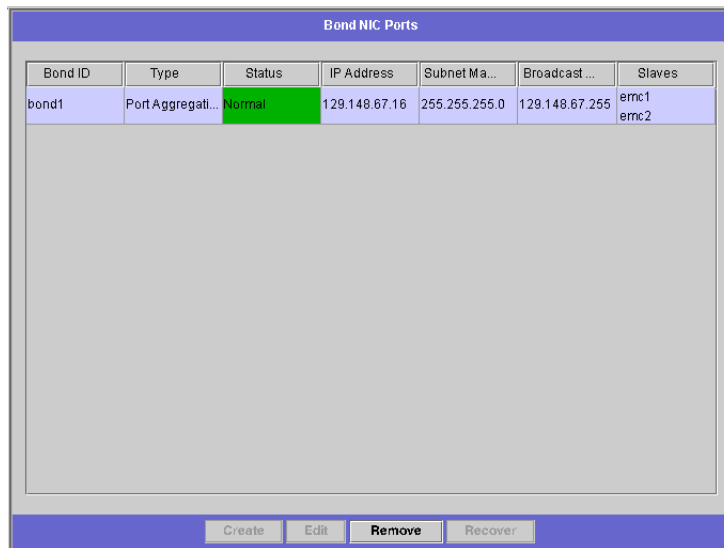 Bond NIC Ports
Bond ID Type Status IP Address Subnet Ma... Broadcast ... Slaves
bond1 Port Aggregati... Normal 129.148.67.16 255.255.255.0 129.148.67.255 emc1
emc2
Create Edit Remove Recover